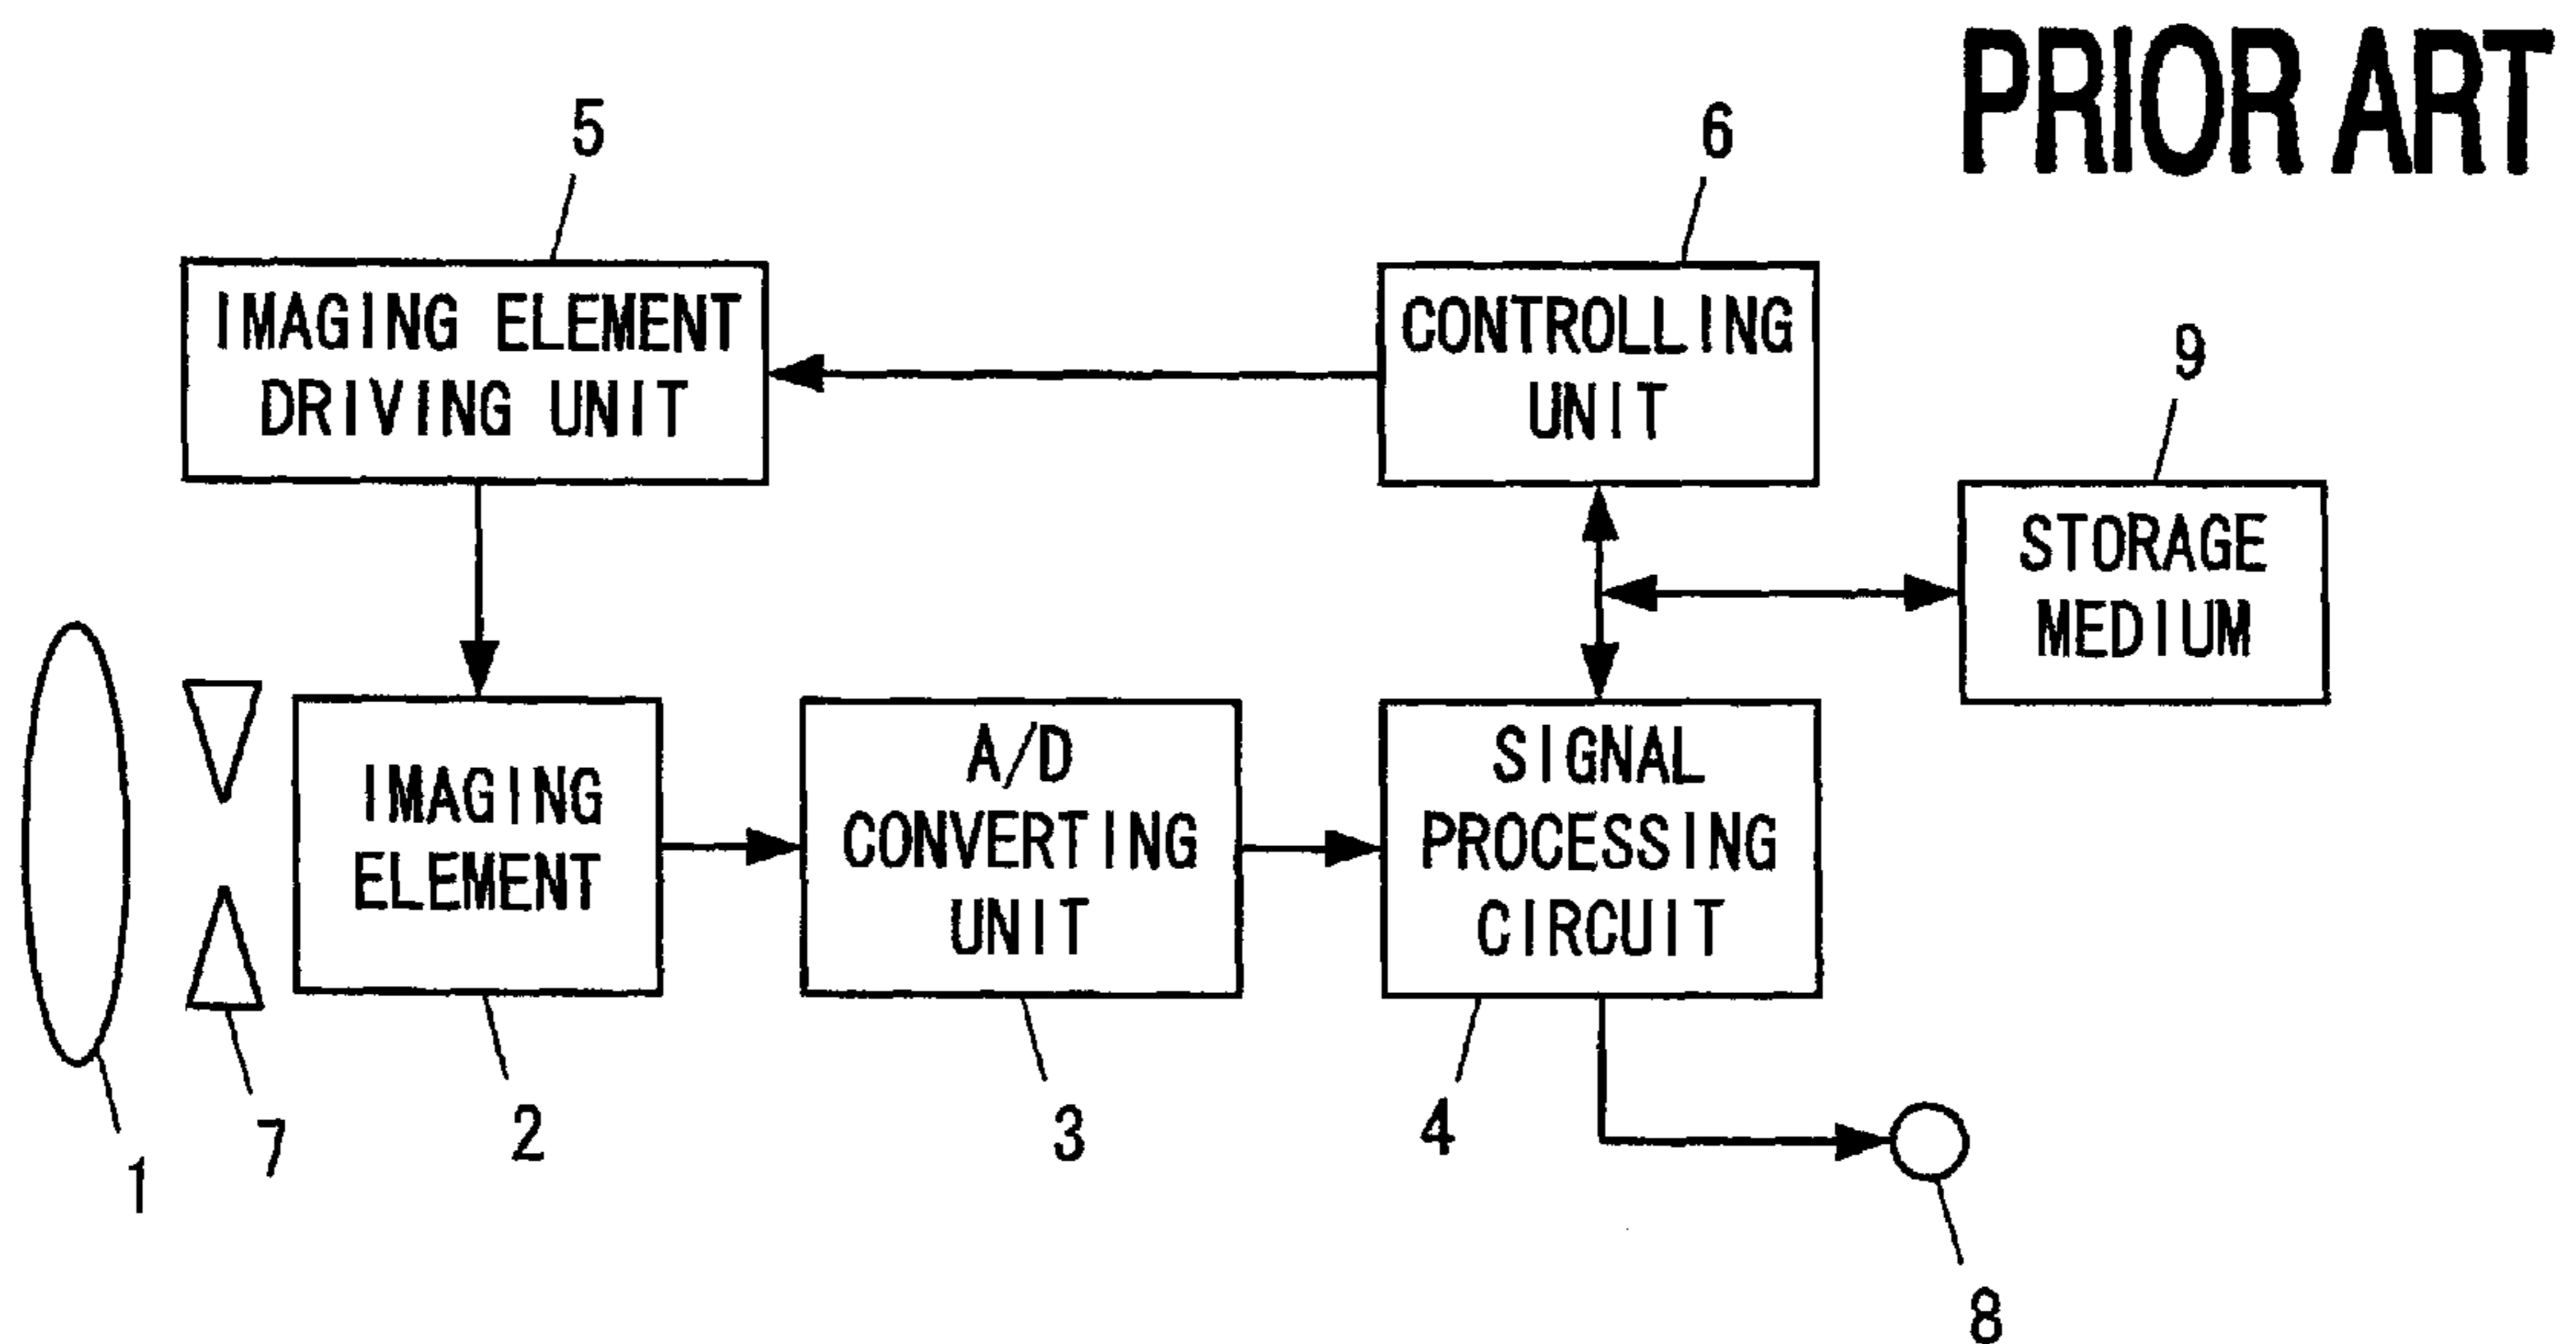 PRIOR ART
5
6
IMAGING ELEMENT
DRIVING UNIT
CONTROLLING
UNIT
9
STORAGE
MEDIUM
IMAGING
ELEMENT
A/D
CONVERTING
UNIT
SIGNAL
PROCESSING
CIRCUIT
1
7
2
3
4
8